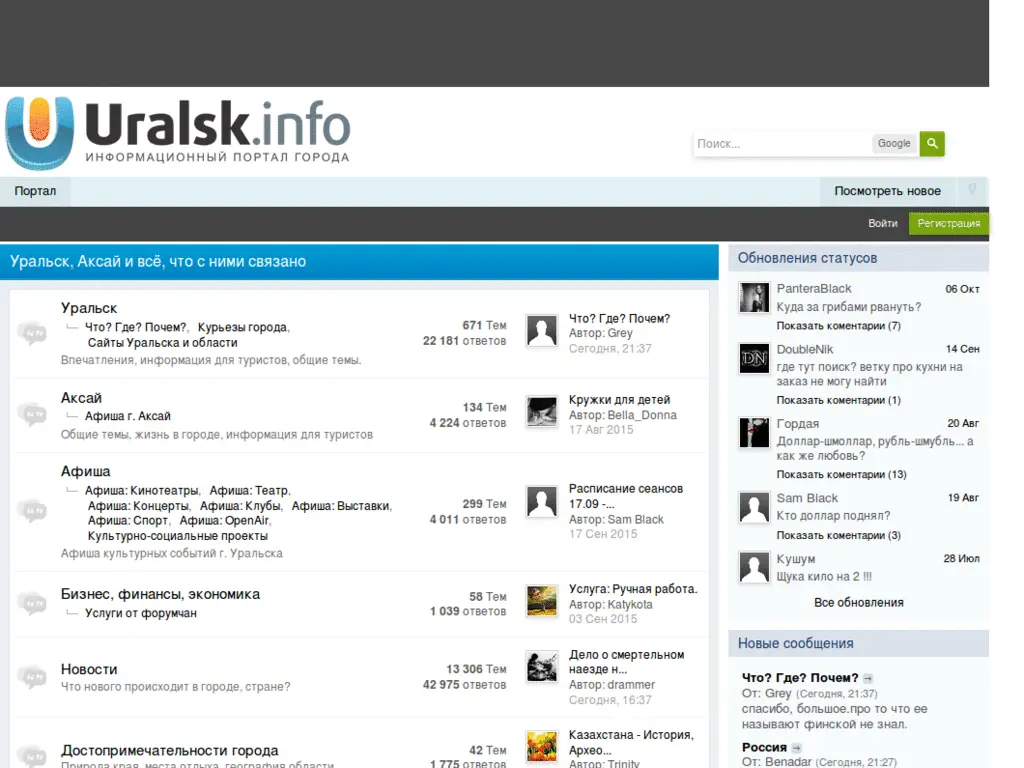 Uralsk.info
ИНФОРМАЦИОННЫЙ ПОРТАЛ ГОРОДА
Поиск...
Google
Портал
Посмотреть новое
Войти
Регистрация
Уральск, Аксай и всё, что с ними связано
Уральск
Что? Где? Почем?, Курьезы города,
Сайты Уральска и области
Впечатления, информация для туристов, общие темы.
671 Тем
22 181 ответов
Что? Где? Почем?
Автор: Grey
Сегодня, 21:37
Аксай
Афиша г. Аксай
Общие темы, жизнь в городе, информация для туристов
134 Тем
4 224 ответов
Кружки для детей
Автор: Bella_Donna
17 Авг 2015
Афиша
Афиша: Кинотеатры, Афиша: Театр,
Афиша: Концерты, Афиша: Клубы, Афиша: Выставки,
Афиша: Спорт, Афиша: OpenAir,
Культурно-социальные проекты
Афиша культурных событий г. Уральска
299 Тем
4 011 ответов
Расписание сеансов
17.09 -...
Автор: Sam Black
17 Сен 2015
Бизнес, финансы, экономика
Услуги от форумчан
58 Тем
1 039 ответов
Услуга: Ручная работа.
Автор: Katykota
03 Сен 2015
Новости
Что нового происходит в городе, стране?
13 306 Тем
42 975 ответов
Дело о смертельном
наезде н...
Автор: drammer
Сегодня, 16:37
Достопримечательности города
Природа края, места отдыха, география области
42 Тем
1 775 ответов
Казахстана - История,
Архео...
Автор: Trinity
Обновления статусов
PanteraBlack
06 Окт
Куда за грибами рвануть?
Показать коментарии (7)
DoubleNik
14 Сен
DN
где тут поиск? ветку про кухни на
заказ не могу найти
Показать коментарии (1)
Гордая
20 Авг
Доллар-шмоллар, рубль-шмубль... а
как же любовь?
Показать коментарии (13)
Sam Black
19 Авг
Кто доллар поднял?
Показать коментарии (3)
Кушум
28 Июл
Щука кило на 2 !!!
Все обновления
Новые сообщения
Что? Где? Почем?
От: Grey (Сегодня, 21:37)
спасибо, большое.про то что ее
называют финской не знал.
Россия
От: Benadar (Сегодня, 21:27)